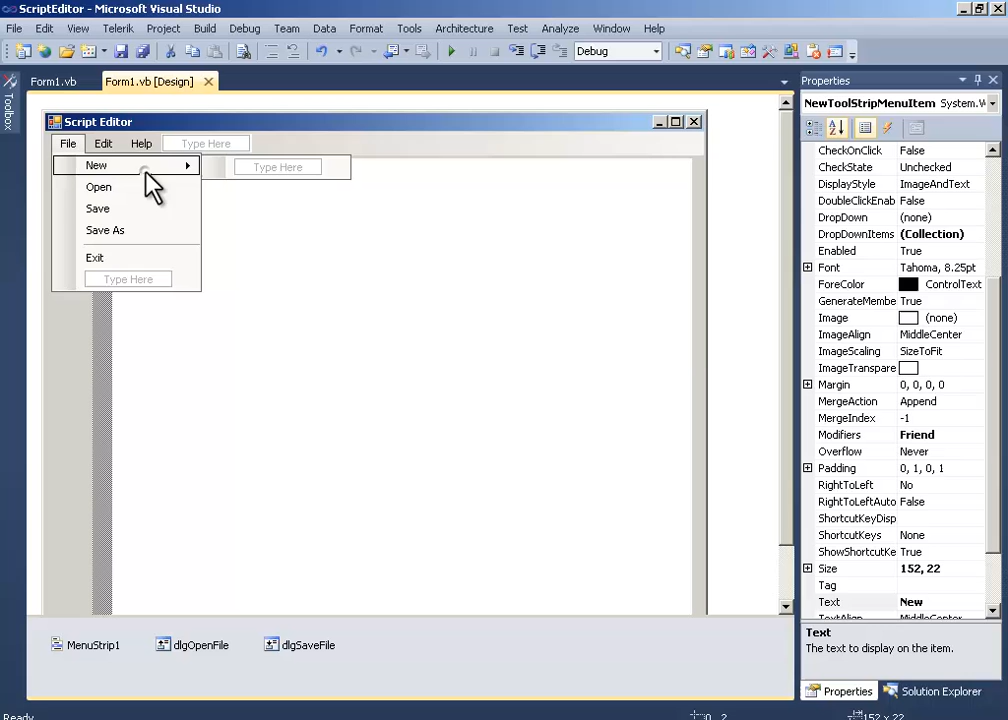 ScriptEditor - Microsoft Visual Studio
File Edit View Telerik Project Build Debug Team Data Format Tools Architecture Test Analyze Window Help
Debug
Toolbox
Form1.vb Form1.vb [Design]
Script Editor
File Edit Help Type Here
New Type Here
Open
Save
Save As
Exit
Type Here
MenuStrip1 dlgOpenFile dlgSaveFile
Properties
NewToolStripMenuItem System.W
CheckOnClick False
CheckState Unchecked
DisplayStyle ImageAndText
DoubleClickEnab False
DropDown (none)
DropDownItems (Collection)
Enabled True
Font Tahoma, 8.25pt
ForeColor ControlText
GenerateMembe True
Image (none)
ImageAlign MiddleCenter
ImageScaling SizeToFit
ImageTranspare
Margin 0, 0, 0, 0
MergeAction Append
MergeIndex -1
Modifiers Friend
Overflow Never
Padding 0, 1, 0, 1
RightToLeft No
RightToLeftAuto False
ShortcutKeyDisp
ShortcutKeys None
ShowShortcutKe True
Size 152, 22
Tag
Text New
TextAlign MiddleCenter
Text
The text to display on the item.
Properties Solution Explorer
Ready 0, 2 152 x 22